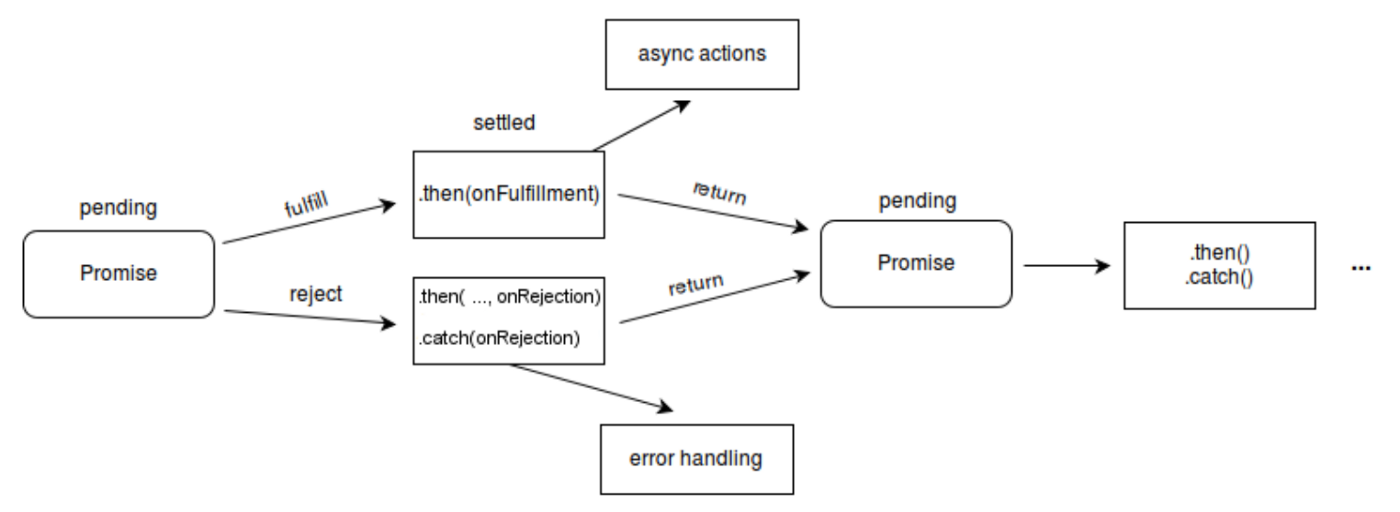 async actions
settled
.then(onFulfillment)
pending
fulfill
Promise
reject
.then( ..., onRejection)
.catch(onRejection)
return
return
pending
Promise
.then()
.catch()
...
error handling